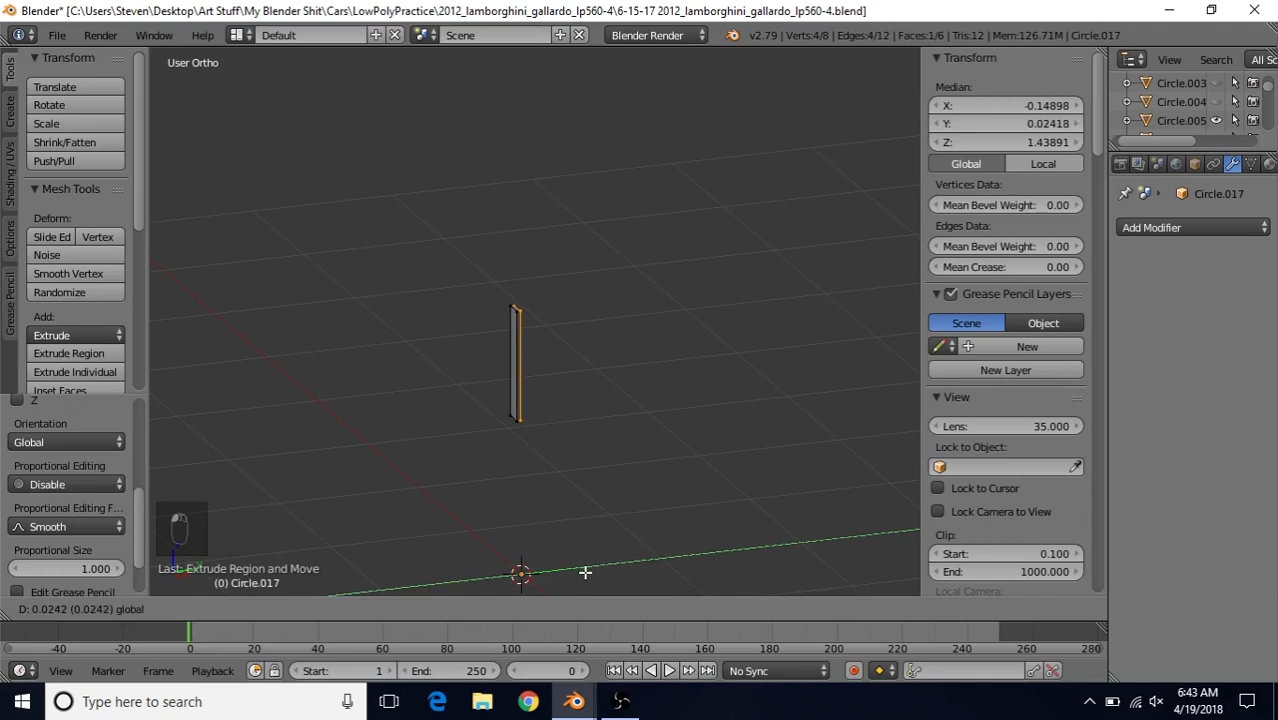 Blender* [C:\Users\Steven\Desktop\Art Stuff\My Blender Shit\Cars\LowPolyPractice\2012_lamborghini_gallardo_lp560-4\6-15-17 2012_lamborghini_gallardo_lp560-4.blend]
File Render Window Help Default Scene Blender Render v2.79 | Verts:4/8 | Edges:4/12 | Faces:1/6 | Tris:12 | Mem:126.71M | Circle.017
Tools
Create
Shading / UVs
Options
Grease Pencil
Transform
Translate
Rotate
Scale
Shrink/Fatten
Push/Pull
Mesh Tools
Deform:
Slide Ed Vertex
Noise
Smooth Vertex
Randomize
Add:
Extrude
Extrude Region
Extrude Individual
Inset Faces
Z
Orientation
Global
Proportional Editing
Disable
Proportional Editing F...
Smooth
Proportional Size
1.000
Edit Grease Pencil
User Ortho
Last: Extrude Region and Move
(0) Circle.017
D: 0.0242 (0.0242) global
Transform
Median:
X: -0.14898
Y: 0.02418
Z: 1.43891
Global Local
Vertices Data:
Mean Bevel Weight: 0.00
Edges Data:
Mean Bevel Weight: 0.00
Mean Crease: 0.00
Grease Pencil Layers
Scene Object
New
New Layer
View
Lens: 35.000
Lock to Object:
Lock to Cursor
Lock Camera to View
Clip:
Start: 0.100
End: 1000.000
Local Camera:
View Search All Sc
Circle.003
Circle.004
Circle.005
Circle.017
Add Modifier
-40 -20 0 20 40 60 80 100 120 140 160 180 200 220 240 260 280
View Marker Frame Playback Start: 1 End: 250 0 No Sync
Type here to search
6:43 AM
4/19/2018